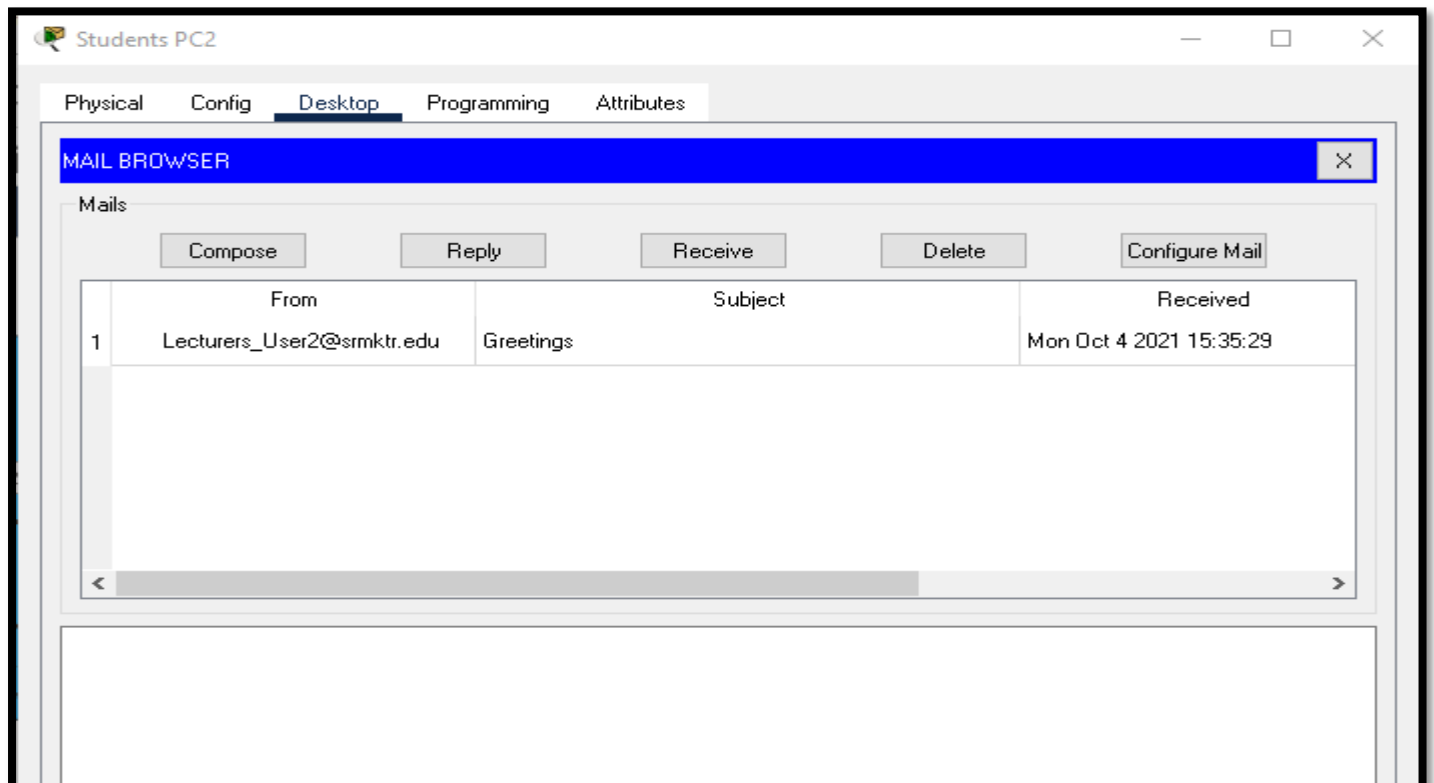 Students PC2
Physical Config Desktop Programming Attributes
MAIL BROWSER X
Mails
Compose Reply Receive Delete Configure Mail
From Subject Received
1 Lecturers_User2@srmktr.edu Greetings Mon Oct 4 2021 15:35:29